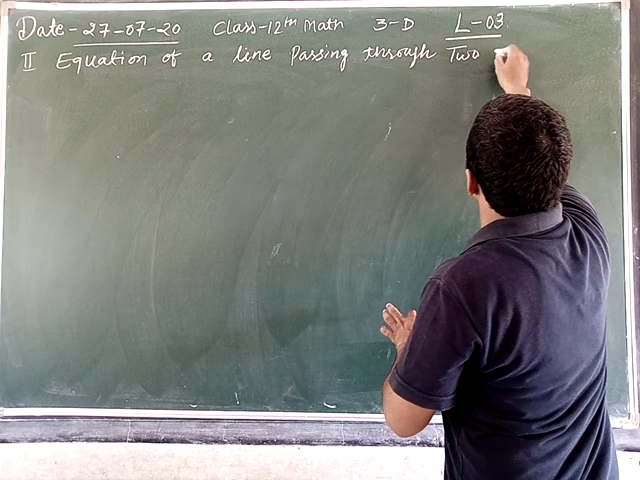 Date - 27-07-20 Class-12th Math 3-D L-03
II Equation of a line Passing through Two